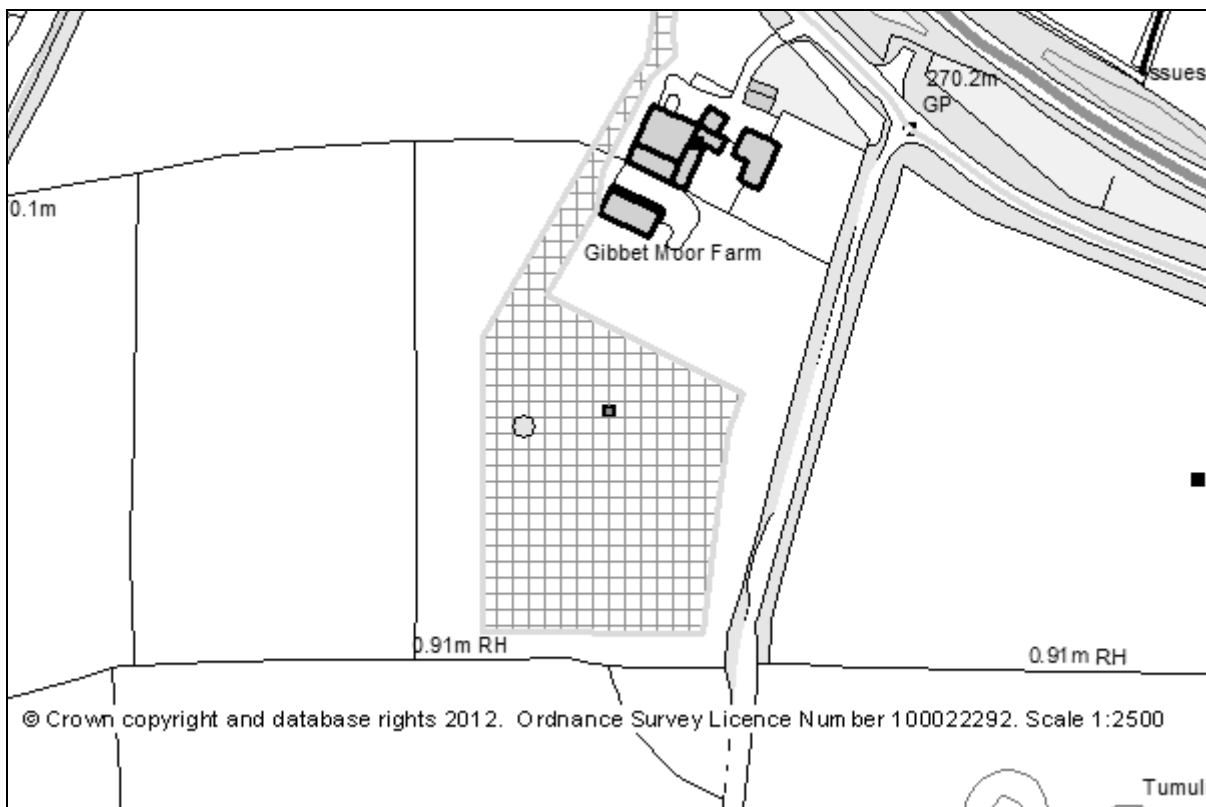 ssues
270.2m
GP
0.1m
Gibbet Moor Farm
0.91m RH
0.91m RH
© Crown copyright and database rights 2012. Ordnance Survey Licence Number 100022292. Scale 1:2500
Tumuli